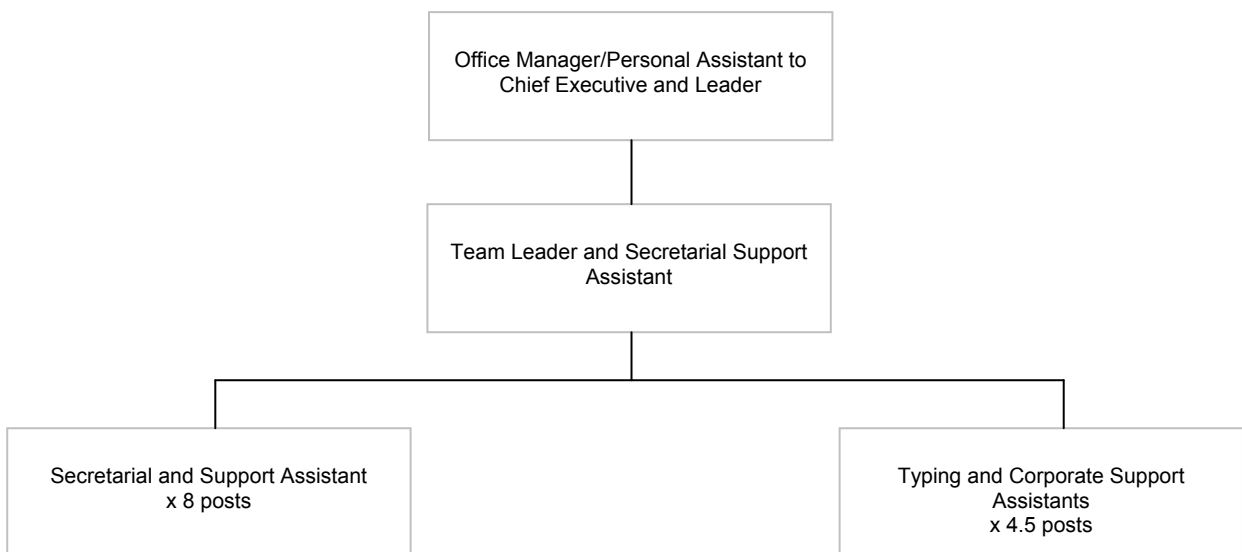 Office Manager/Personal Assistant to
Chief Executive and Leader
Team Leader and Secretarial Support
Assistant
Secretarial and Support Assistant
x 8 posts
Typing and Corporate Support
Assistants
x 4.5 posts